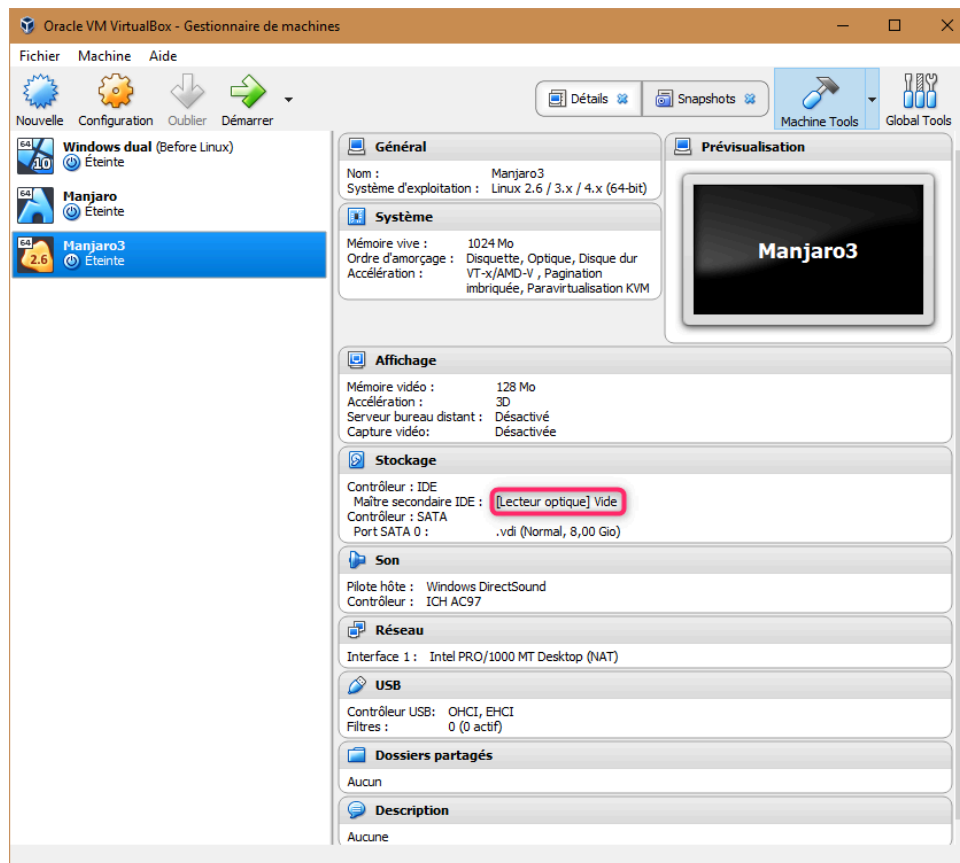 Oracle VM VirtualBox - Gestionnaire de machines
Fichier Machine Aide
Nouvelle Configuration Oublier Démarrer
Détails Snapshots Machine Tools Global Tools
64 10 Windows dual (Before Linux)
Éteinte
64 Manjaro
Éteinte
64 2.6 Manjaro3
Éteinte
Général
Nom : Manjaro3
Système d'exploitation : Linux 2.6 / 3.x / 4.x (64-bit)
Système
Mémoire vive : 1024 Mo
Ordre d'amorçage : Disquette, Optique, Disque dur
Accélération : VT-x/AMD-V , Pagination
imbriquée, Paravirtualisation KVM
Prévisualisation
Manjaro3
Affichage
Mémoire vidéo : 128 Mo
Accélération : 3D
Serveur bureau distant : Désactivé
Capture vidéo: Désactivée
Stockage
Contrôleur : IDE
Maître secondaire IDE : [Lecteur optique] Vide
Contrôleur : SATA
Port SATA 0 : .vdi (Normal, 8,00 Gio)
Son
Pilote hôte : Windows DirectSound
Contrôleur : ICH AC97
Réseau
Interface 1 : Intel PRO/1000 MT Desktop (NAT)
USB
Contrôleur USB: OHCI, EHCI
Filtres : 0 (0 actif)
Dossiers partagés
Aucun
Description
Aucune